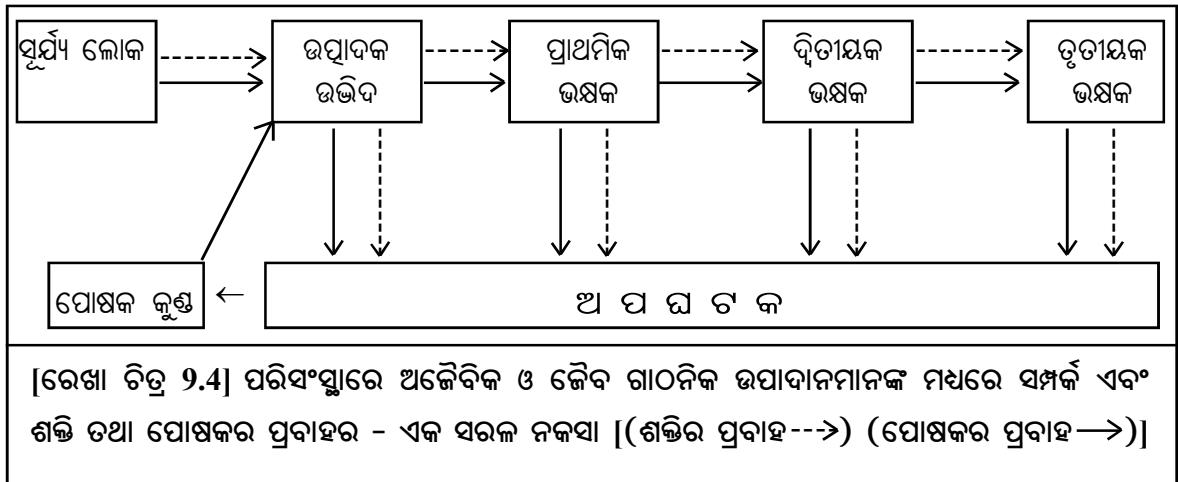 ସୂର୍ଯ୍ୟ ଲୋକ
ଉତ୍ପାଦକ
ଉଦ୍ଭିଦ
ପ୍ରାଥମିକ
ଭକ୍ଷକ
ଦ୍ୱିତୀୟକ
ଭକ୍ଷକ
ତୃତୀୟକ
ଭକ୍ଷକ
ପୋଷକ କୁଣ୍ଡ ←
ଅ ପ ଘ ଟ କ
[ରେଖା ଚିତ୍ର 9.4] ପରିସଂସ୍ଥାରେ ଅଜୈବିକ ଓ ଜୈବ ଗାଠନିକ ଉପାଦାନମାନଙ୍କ ମଧ୍ୟରେ ସମ୍ପର୍କ ଏବଂ
ଶକ୍ତି ତଥା ପୋଷକର ପ୍ରବାହର - ଏକ ସରଳ ନକସା [(ଶକ୍ତିର ପ୍ରବାହ--->) (ପୋଷକର ପ୍ରବାହ→)]